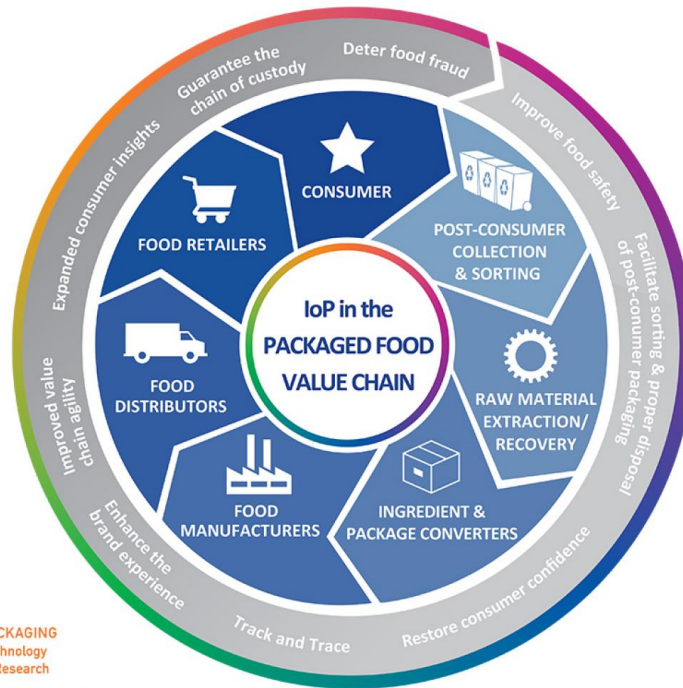 Guarantee the
chain of custody
Deter food fraud
Improve food safety
Facilitate sorting & proper disposal
of post-conumer packaging
Restore consumer confidence
Track and Trace
Enhance the
brand experience
Improved value
chain agility
Expanded consumer insights
CONSUMER
POST-CONSUMER
COLLECTION
& SORTING
RAW MATERIAL
EXTRACTION/
RECOVERY
INGREDIENT &
PACKAGE CONVERTERS
FOOD
MANUFACTURERS
FOOD
DISTRIBUTORS
FOOD RETAILERS
IoP in the
PACKAGED FOOD
VALUE CHAIN
Research